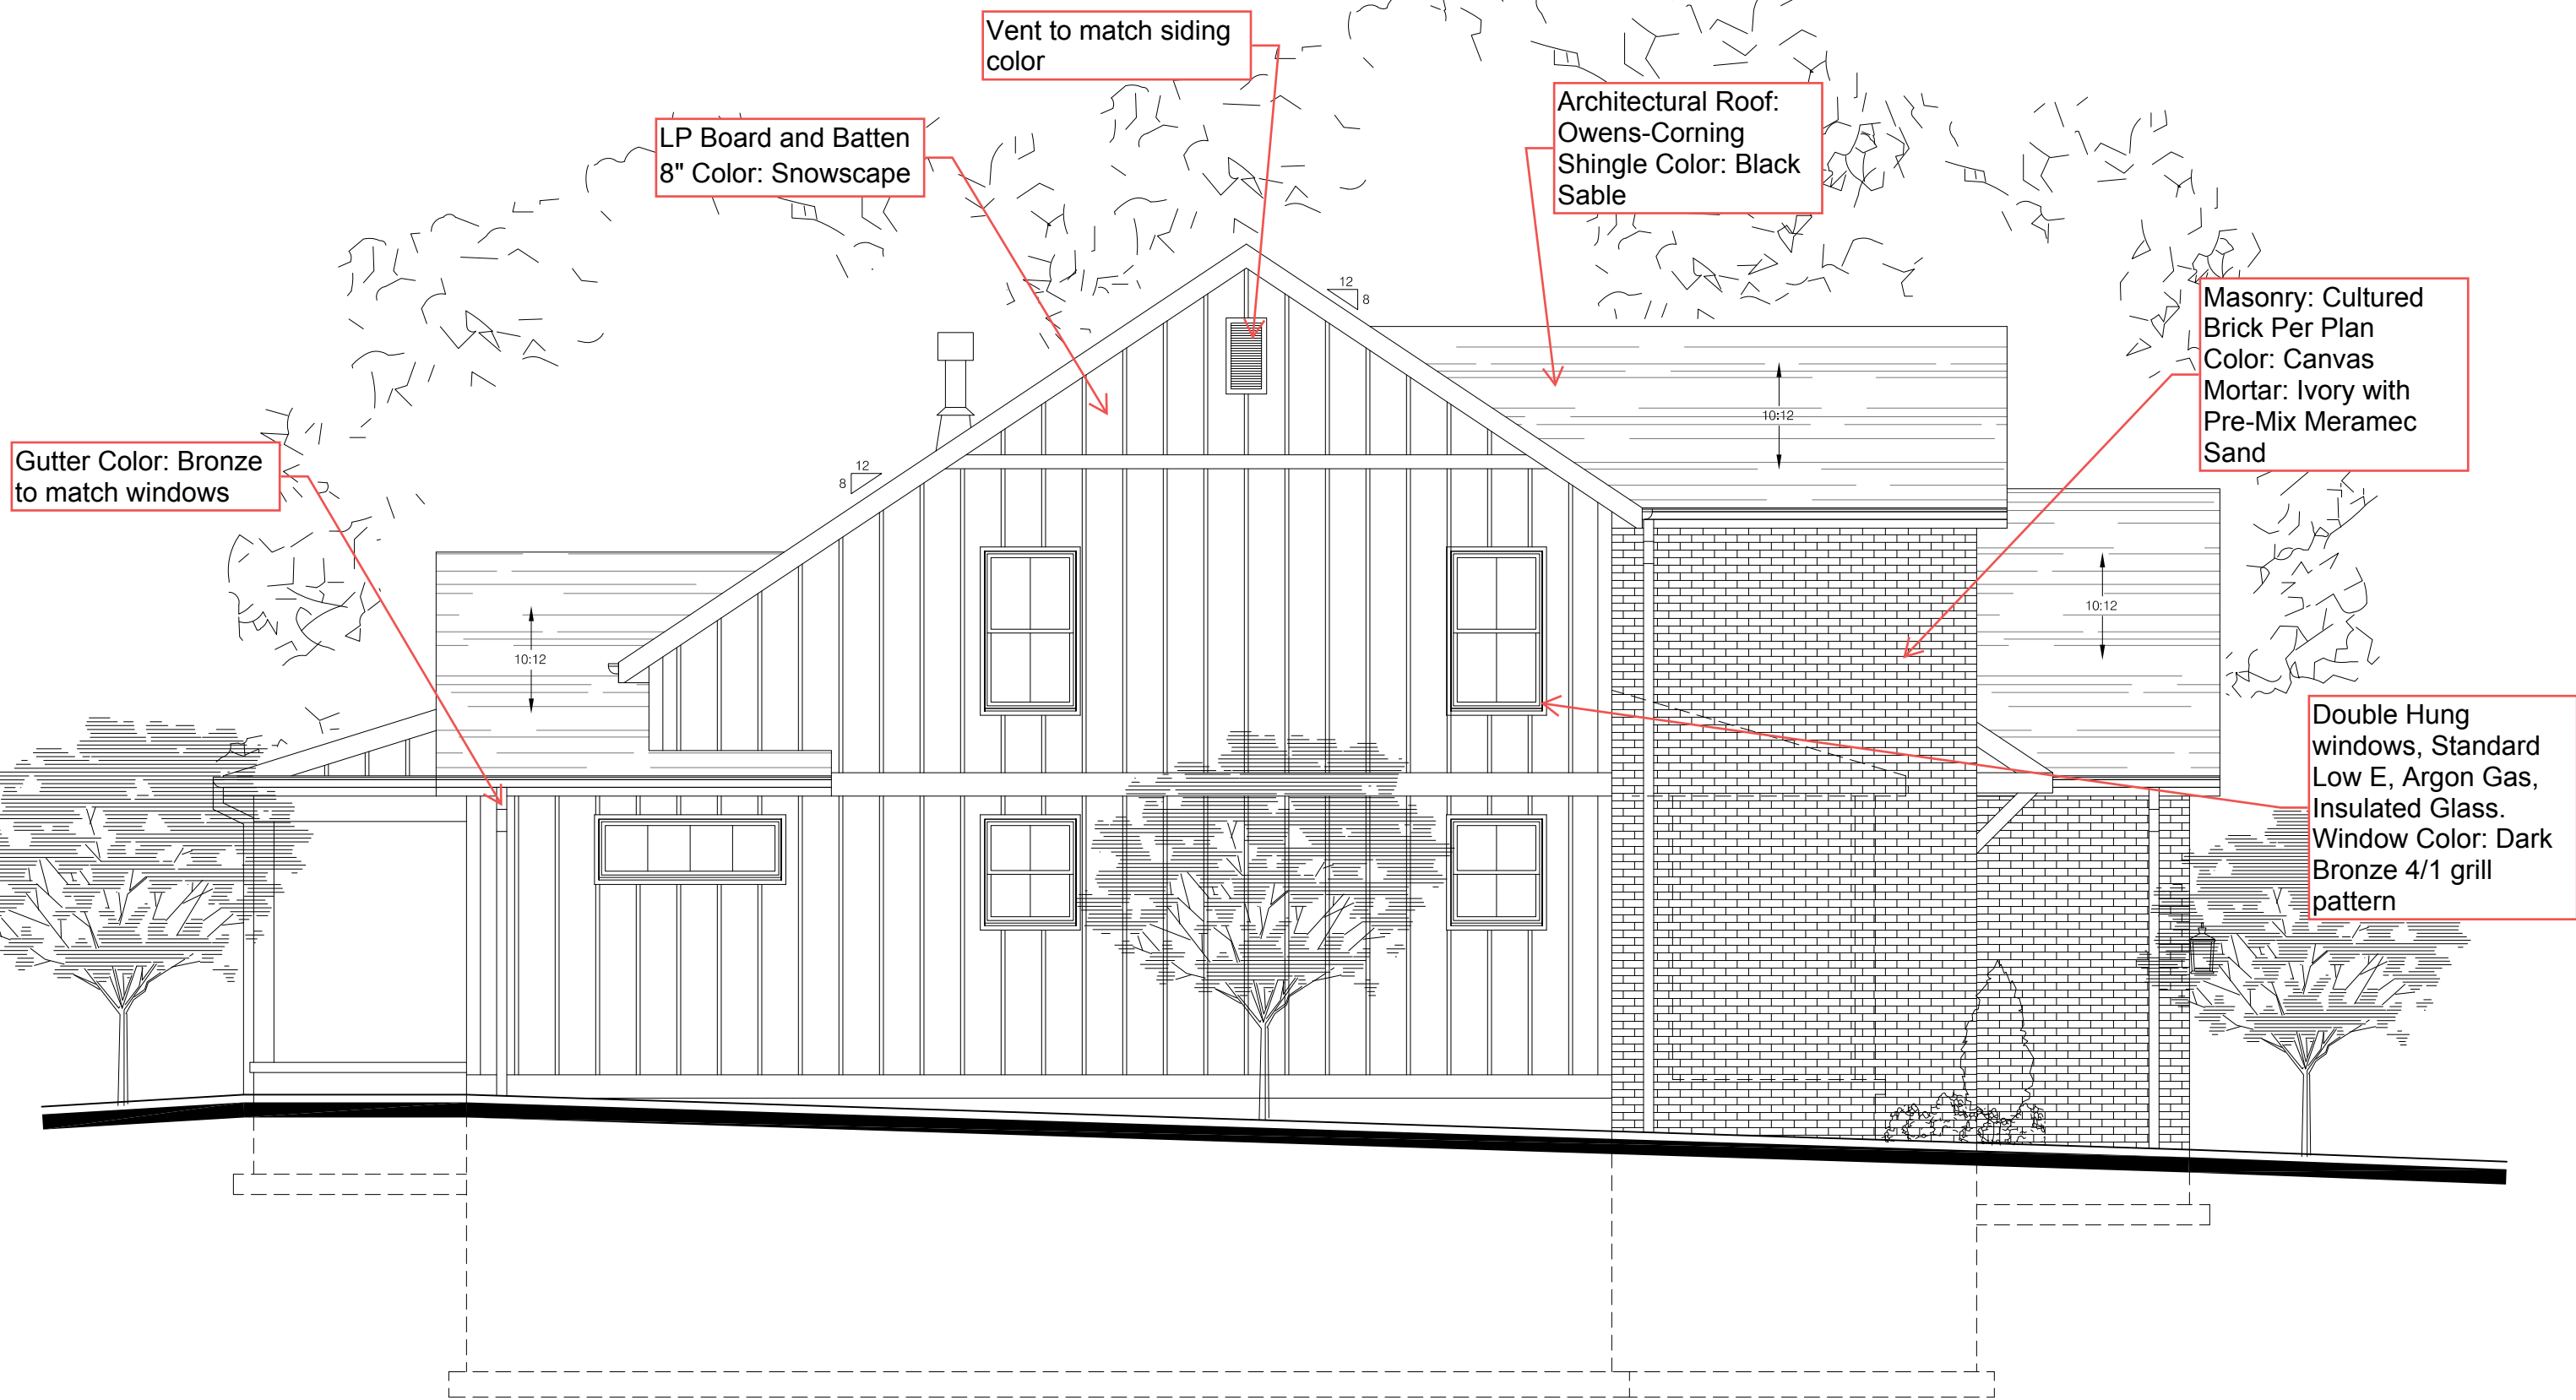 Vent to match siding
color
LP Board and Batten
8" Color: Snowscape
Architectural Roof:
Owens-Corning
Shingle Color: Black
Sable
Masonry: Cultured
Brick Per Plan
Color: Canvas
Mortar: Ivory with
Pre-Mix Meramec
Sand
Gutter Color: Bronze
to match windows
Double Hung
windows, Standard
Low E, Argon Gas,
Insulated Glass.
Window Color: Dark
Bronze 4/1 grill
pattern
12
8
12
8
10:12
10:12
10:12